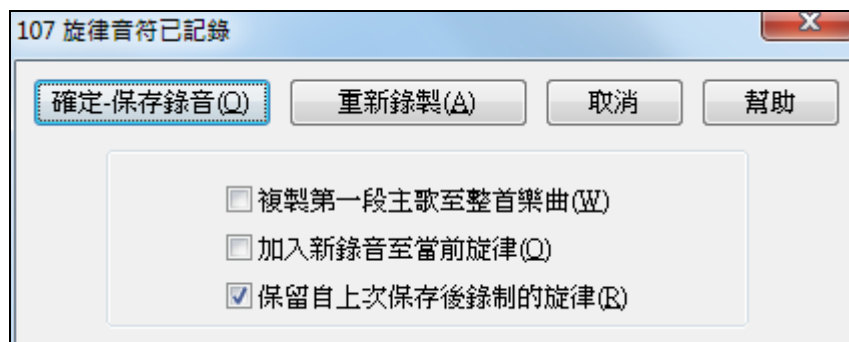 107 旋律音符已記錄
確定-保存錄音(O) 重新錄製(A) 取消 幫助
複製第一段主歌至整首樂曲(W)
加入新錄音至當前旋律(O)
保留自上次保存後錄制的旋律(R)